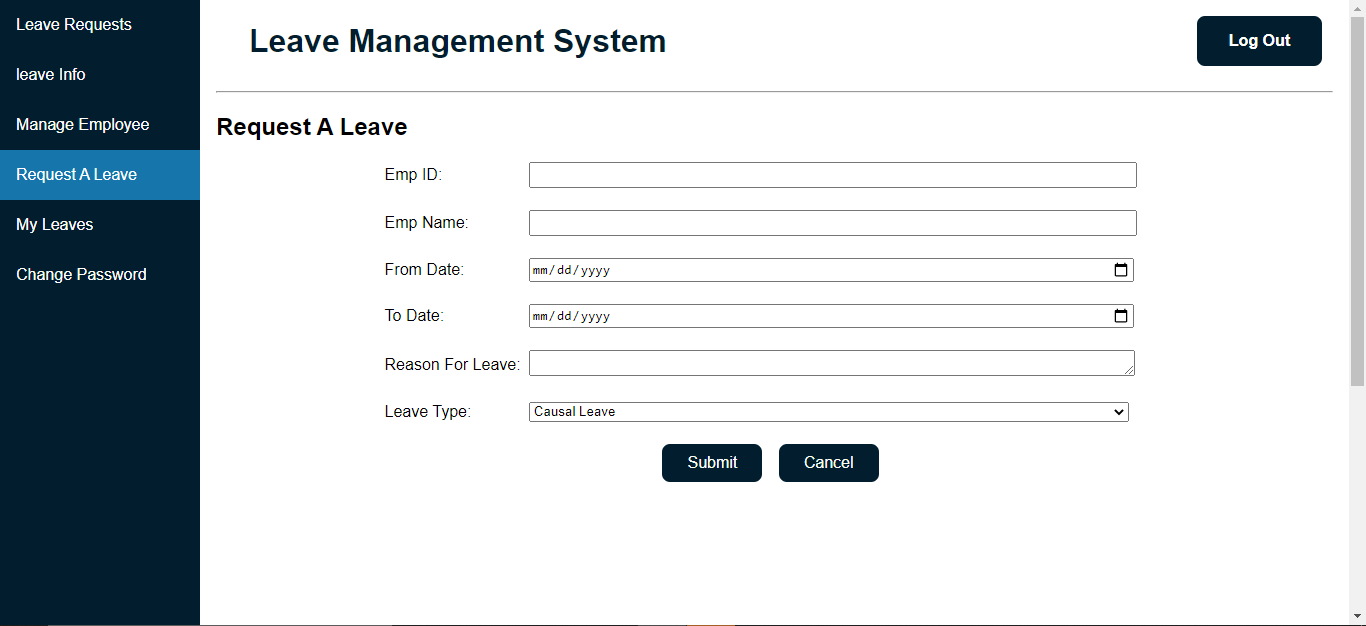 Leave Requests
leave Info
Manage Employee
Request A Leave
My Leaves
Change Password
Leave Management System
Log Out
Request A Leave
Emp ID:
Emp Name:
From Date: mm/dd/yyyy
To Date: mm/dd/yyyy
Reason For Leave:
Leave Type: Causal Leave
Submit Cancel